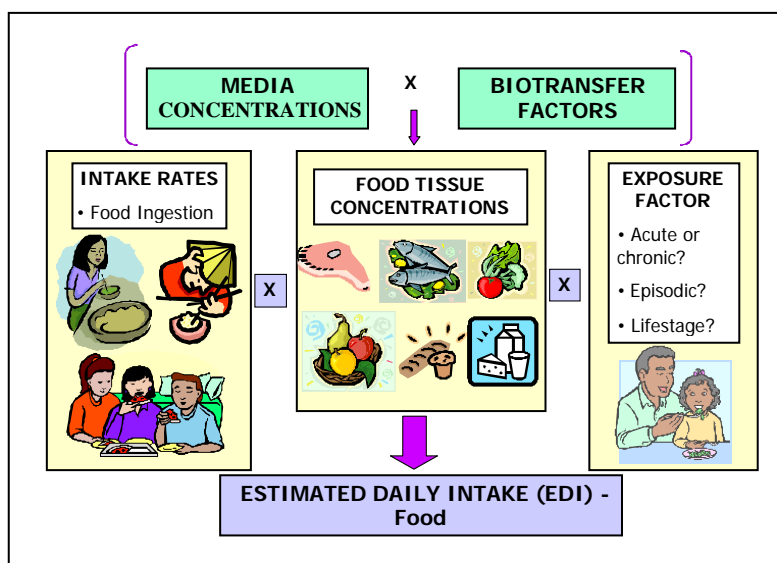 MEDIA
CONCENTRATIONS
X
BIOTRANSFER
FACTORS
INTAKE RATES
• Food Ingestion
X
FOOD TISSUE
CONCENTRATIONS
X
EXPOSURE
FACTOR
• Acute or
chronic?
• Episodic?
• Lifestage?
ESTIMATED DAILY INTAKE (EDI) -
Food